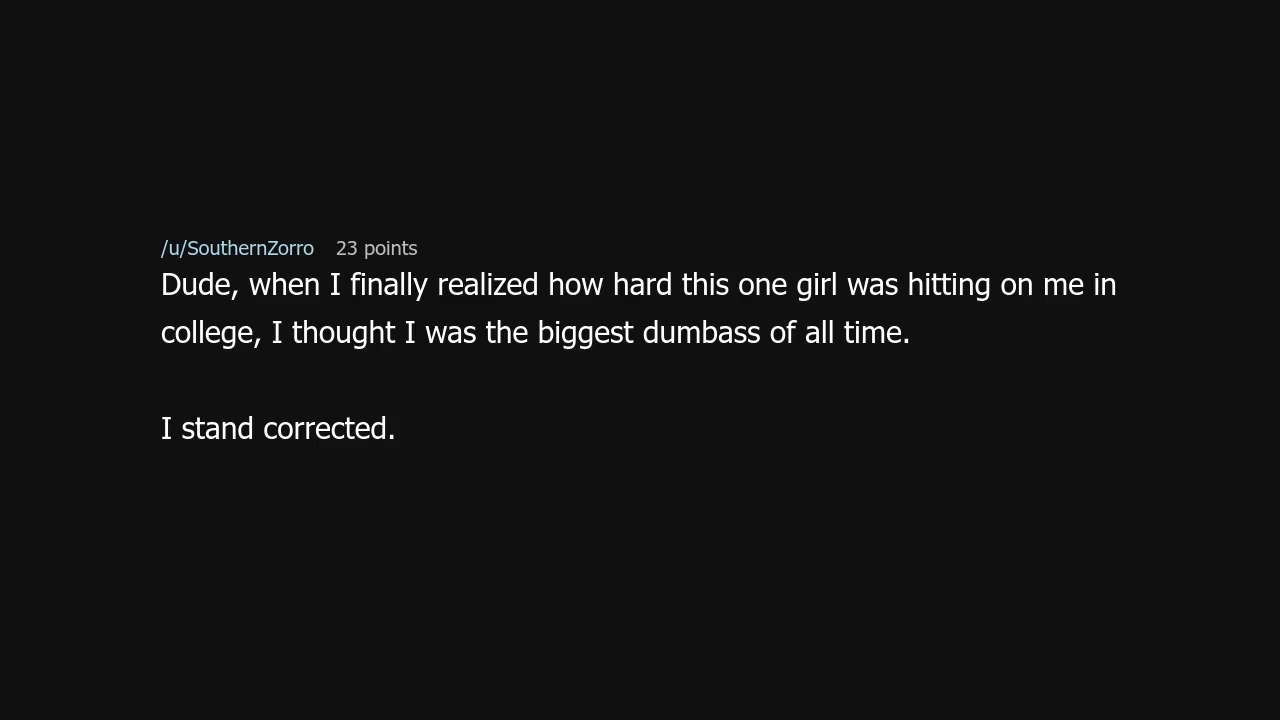 /u/SouthernZorro 23 points
Dude, when I finally realized how hard this one girl was hitting on me in
college, I thought I was the biggest dumbass of all time.
I stand corrected.